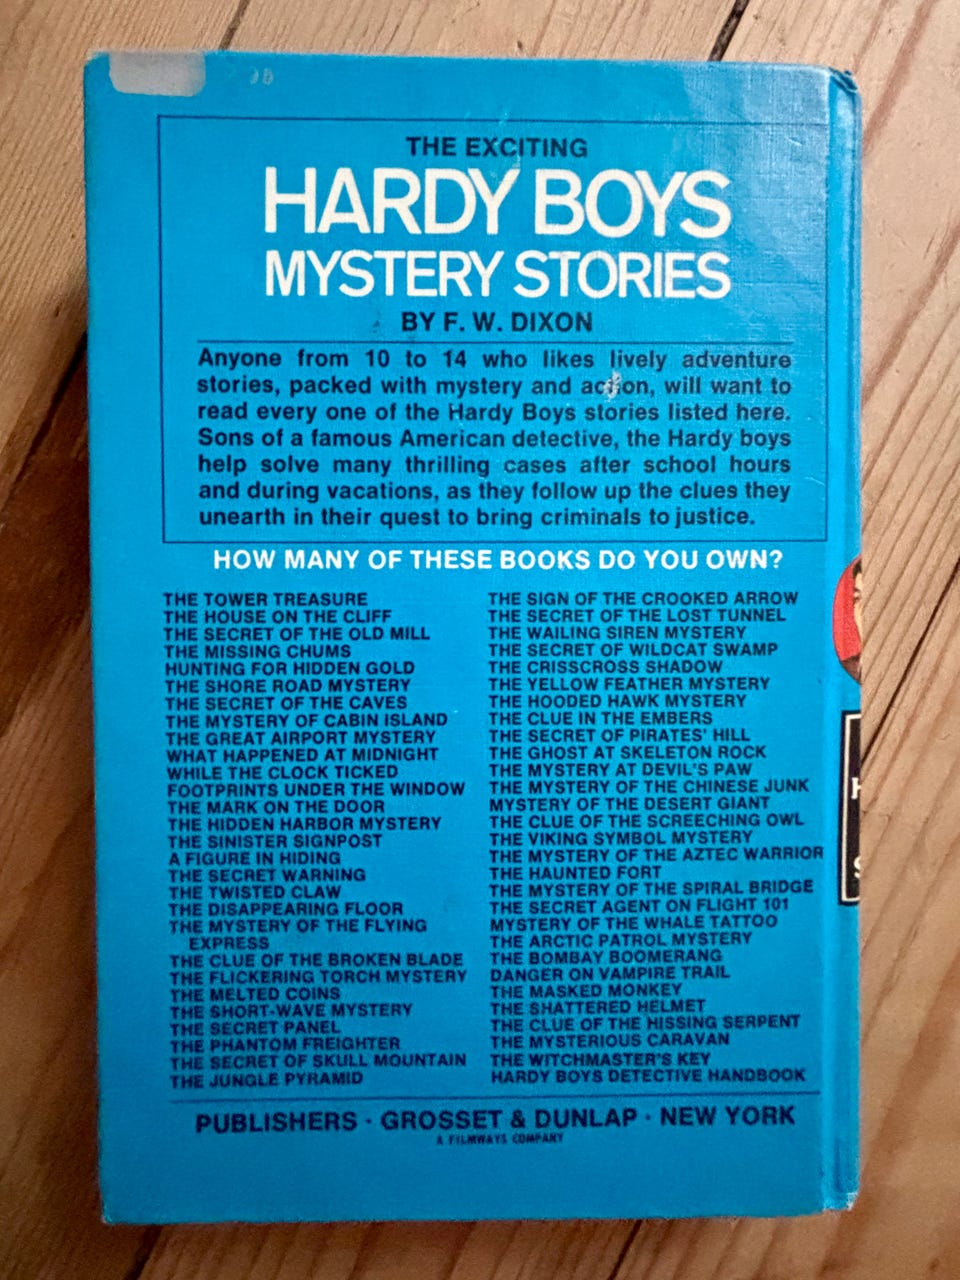 98
THE EXCITING
HARDY BOYS
MYSTERY STORIES
BY F. W. DIXON
Anyone from 10 to 14 who likes lively adventure
stories, packed with mystery and action, will want to
read every one of the Hardy Boys stories listed here.
Sons of a famous American detective, the Hardy boys
help solve many thrilling cases after school hours
and during vacations, as they follow up the clues they
unearth in their quest to bring criminals to justice.
HOW MANY OF THESE BOOKS DO YOU OWN?
THE TOWER TREASURE
THE HOUSE ON THE CLIFF
THE SECRET OF THE OLD MILL
THE MISSING CHUMS
HUNTING FOR HIDDEN GOLD
THE SHORE ROAD MYSTERY
THE SECRET OF THE CAVES
THE MYSTERY OF CABIN ISLAND
THE GREAT AIRPORT MYSTERY
WHAT HAPPENED AT MIDNIGHT
WHILE THE CLOCK TICKED
FOOTPRINTS UNDER THE WINDOW
THE MARK ON THE DOOR
THE HIDDEN HARBOR MYSTERY
THE SINISTER SIGNPOST
A FIGURE IN HIDING
THE SECRET WARNING
THE TWISTED CLAW
THE DISAPPEARING FLOOR
THE MYSTERY OF THE FLYING
EXPRESS
THE CLUE OF THE BROKEN BLADE
THE FLICKERING TORCH MYSTERY
THE MELTED COINS
THE SHORT-WAVE MYSTERY
THE SECRET PANEL
THE PHANTOM FREIGHTER
THE SECRET OF SKULL MOUNTAIN
THE JUNGLE PYRAMID
THE SIGN OF THE CROOKED ARROW
THE SECRET OF THE LOST TUNNEL
THE WAILING SIREN MYSTERY
THE SECRET OF WILDCAT SWAMP
THE CRISSCROSS SHADOW
THE YELLOW FEATHER MYSTERY
THE HOODED HAWK MYSTERY
THE CLUE IN THE EMBERS
THE SECRET OF PIRATES' HILL
THE GHOST AT SKELETON ROCK
THE MYSTERY AT DEVIL'S PAW
THE MYSTERY OF THE CHINESE JUNK
MYSTERY OF THE DESERT GIANT
THE CLUE OF THE SCREECHING OWL
THE VIKING SYMBOL MYSTERY
THE MYSTERY OF THE AZTEC WARRIOR
THE HAUNTED FORT
THE MYSTERY OF THE SPIRAL BRIDGE
THE SECRET AGENT ON FLIGHT 101
MYSTERY OF THE WHALE TATTOO
THE ARCTIC PATROL MYSTERY
THE BOMBAY BOOMERANG
DANGER ON VAMPIRE TRAIL
THE MASKED MONKEY
THE SHATTERED HELMET
THE CLUE OF THE HISSING SERPENT
THE MYSTERIOUS CARAVAN
THE WITCHMASTER'S KEY
HARDY BOYS DETECTIVE HANDBOOK
PUBLISHERS · GROSSET & DUNLAP · NEW YORK
A FILMWAYS COMPANY